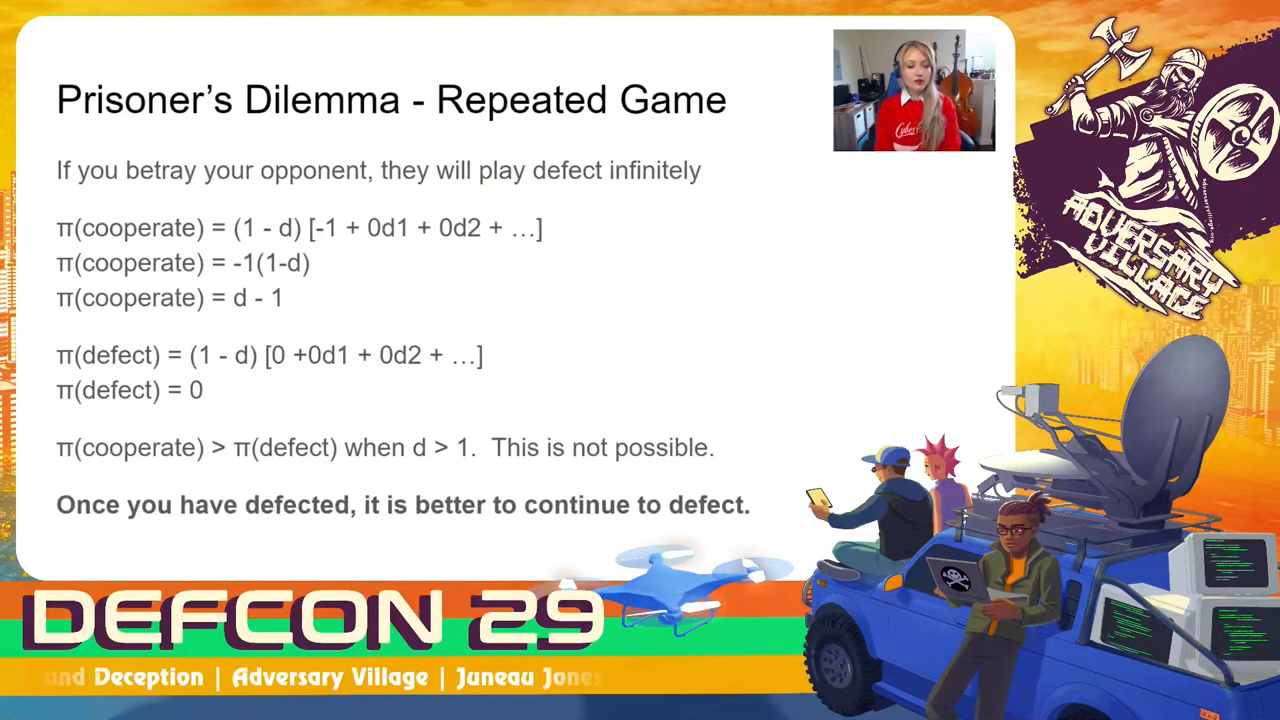 Prisoner's Dilemma - Repeated Game
If you betray your opponent, they will play defect infinitely
π(cooperate) = (1 - d) [-1 + 0d1 + 0d2 + …]
π(cooperate) = -1(1-d)
π(cooperate) = d - 1
π(defect) = (1 - d) [0 +0d1 + 0d2 + …]
π(defect) = 0
π(cooperate) > π(defect) when d > 1.  This is not possible.
Once you have defected, it is better to continue to defect.
ADVERSARY
VILLAGE
DEFCON 29
and Deception | Adversary Village | Juneau Jones